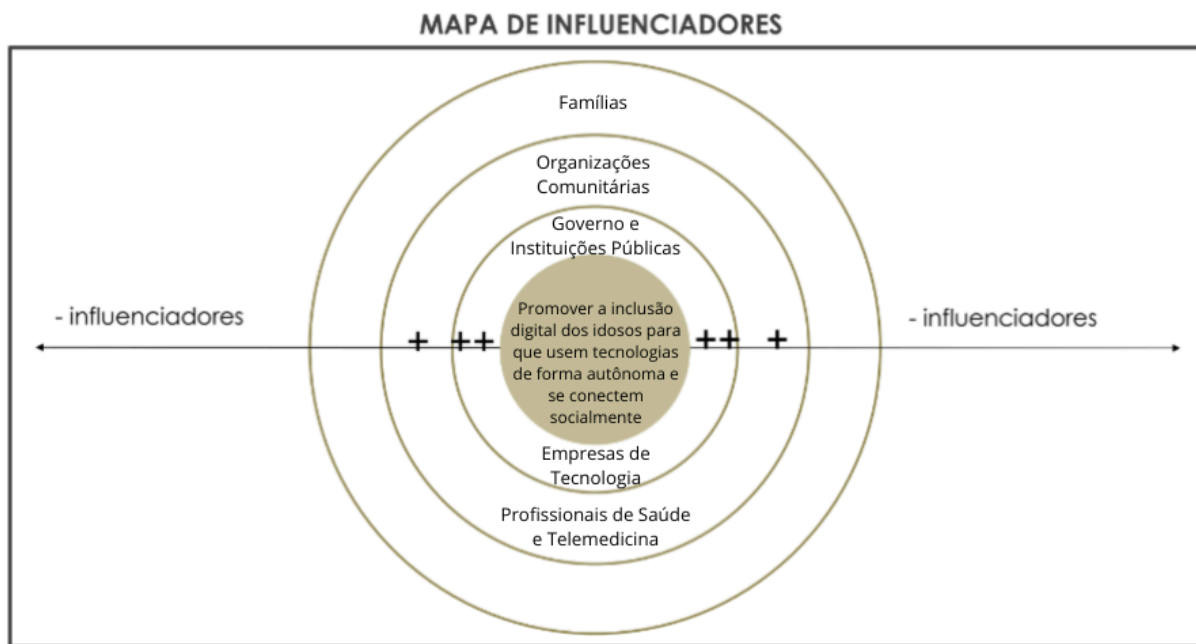 MAPA DE INFLUENCIADORES
Famílias
Organizações
Comunitárias
Governo e
Instituições Públicas
- influenciadores
+ ++
Promover a inclusão
digital dos idosos para
que usem tecnologias
de forma autônoma e
se conectem
socialmente
++ +
- influenciadores
Empresas de
Tecnologia
Profissionais de Saúde
e Telemedicina